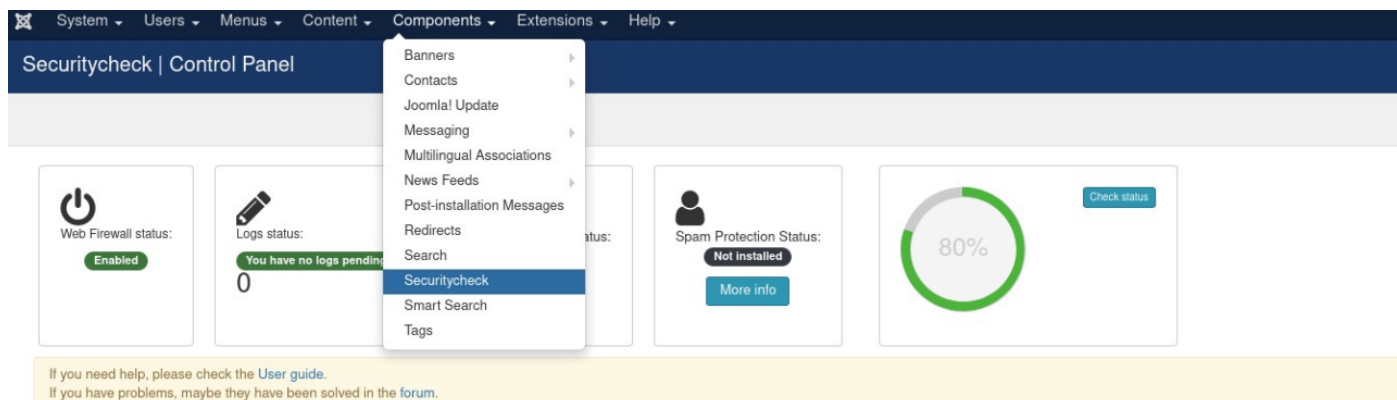 System Users Menus Content Components Extensions Help
Securitycheck | Control Panel
Banners
Contacts
Joomla! Update
Messaging
Multilingual Associations
News Feeds
Post-installation Messages
Redirects
Search
Securitycheck
Smart Search
Tags
Web Firewall status:
Enabled
Logs status:
You have no logs pending
0
Spam Protection Status:
Not installed
More info
80%
Check status
If you need help, please check the User guide.
If you have problems, maybe they have been solved in the forum.